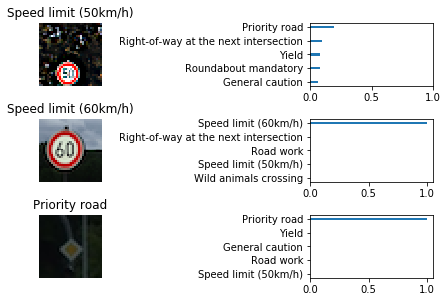 Speed limit (50km/h)
50
Priority road
Right-of-way at the next intersection
Yield
Roundabout mandatory
General caution
0.0 0.5 1.0
Speed limit (60km/h)
60
Speed limit (60km/h)
Right-of-way at the next intersection
Road work
Speed limit (50km/h)
Wild animals crossing
0.0 0.5 1.0
Priority road
Priority road
Yield
General caution
Road work
Speed limit (50km/h)
0.0 0.5 1.0